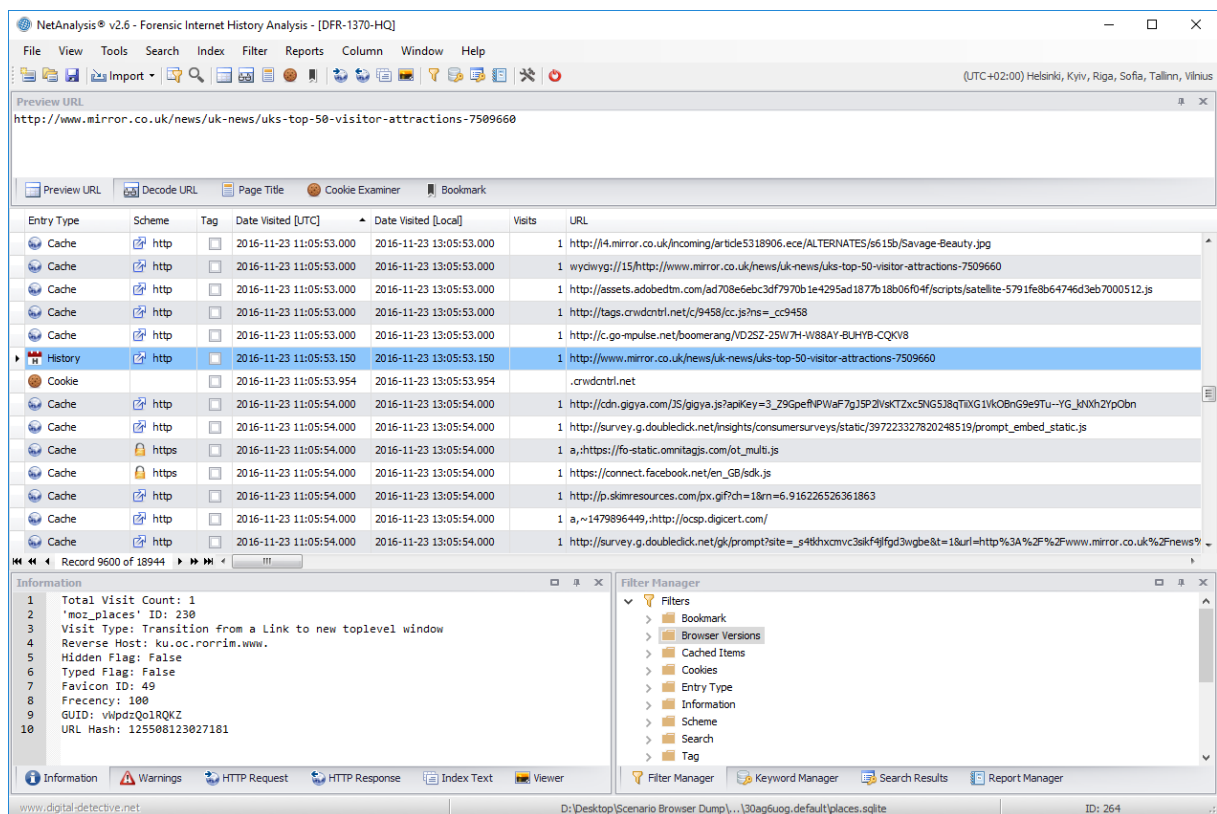 NetAnalysis® v2.6 - Forensic Internet History Analysis - [DFR-1370-HQ]
File View Tools Search Index Filter Reports Column Window Help
Import (UTC+02:00) Helsinki, Kyiv, Riga, Sofia, Tallinn, Vilnius
Preview URL
http://www.mirror.co.uk/news/uk-news/uks-top-50-visitor-attractions-7509660
Preview URL Decode URL Page Title Cookie Examiner Bookmark
Entry Type Scheme Tag Date Visited [UTC] Date Visited [Local] Visits URL
Cache http 2016-11-23 11:05:53.000 2016-11-23 13:05:53.000 1 http://i4.mirror.co.uk/incoming/article5318906.ece/ALTERNATES/s615b/Savage-Beauty.jpg
Cache http 2016-11-23 11:05:53.000 2016-11-23 13:05:53.000 1 wyciwyg://15/http://www.mirror.co.uk/news/uk-news/uks-top-50-visitor-attractions-7509660
Cache http 2016-11-23 11:05:53.000 2016-11-23 13:05:53.000 1 http://assets.adobedtm.com/ad708e6ebc3df7970b1e4295ad1877b18b06f04f/scripts/satellite-5791fe8b64746d3eb7000512.js
Cache http 2016-11-23 11:05:53.000 2016-11-23 13:05:53.000 1 http://tags.crwdcntrl.net/c/9458/cc.js?ns=_cc9458
Cache http 2016-11-23 11:05:53.000 2016-11-23 13:05:53.000 1 http://c.go-mpulse.net/boomerang/VD2SZ-25W7H-W88AY-BUHYB-CQKV8
History http 2016-11-23 11:05:53.150 2016-11-23 13:05:53.150 1 http://www.mirror.co.uk/news/uk-news/uks-top-50-visitor-attractions-7509660
Cookie 2016-11-23 11:05:53.954 2016-11-23 13:05:53.954 .crwdcntrl.net
Cache http 2016-11-23 11:05:54.000 2016-11-23 13:05:54.000 1 http://cdn.gigya.com/JS/gigya.js?apiKey=3_Z9GpefNPWaF7gJ5P2lVsKTZxc5NG5J8qTiiXG1VkOBnG9e9Tu--YG_kNXh2YpObn
Cache http 2016-11-23 11:05:54.000 2016-11-23 13:05:54.000 1 http://survey.g.doubleclick.net/insights/consumersurveys/static/397223327820248519/prompt_embed_static.js
Cache https 2016-11-23 11:05:54.000 2016-11-23 13:05:54.000 1 a,:https://fo-static.omnitagjs.com/ot_multi.js
Cache https 2016-11-23 11:05:54.000 2016-11-23 13:05:54.000 1 https://connect.facebook.net/en_GB/sdk.js
Cache http 2016-11-23 11:05:54.000 2016-11-23 13:05:54.000 1 http://p.skimresources.com/px.gif?ch=1&rn=6.916226526361863
Cache http 2016-11-23 11:05:54.000 2016-11-23 13:05:54.000 1 a,~1479896449,:http://ocsp.digicert.com/
Cache http 2016-11-23 11:05:54.000 2016-11-23 13:05:54.000 1 http://survey.g.doubleclick.net/gk/prompt?site=_s4tkhxcmvc3sikf4jlfgd3wgbe&t=1&url=http%3A%2F%2Fwww.mirror.co.uk%2Fnews%
Record 9600 of 18944
Information
1 Total Visit Count: 1
2 'moz_places' ID: 230
3 Visit Type: Transition from a Link to new toplevel window
4 Reverse Host: ku.oc.rorrim.www.
5 Hidden Flag: False
6 Typed Flag: False
7 Favicon ID: 49
8 Frecency: 100
9 GUID: vWpdzQolRQKZ
10 URL Hash: 125508123027181
Information Warnings HTTP Request HTTP Response Index Text Viewer
Filter Manager
Filters
Bookmark
Browser Versions
Cached Items
Cookies
Entry Type
Information
Scheme
Search
Tag
Filter Manager Keyword Manager Search Results Report Manager
www.digital-detective.net D:\Desktop\Scenario Browser Dump\...\30ag6uog.default\places.sqlite ID: 264